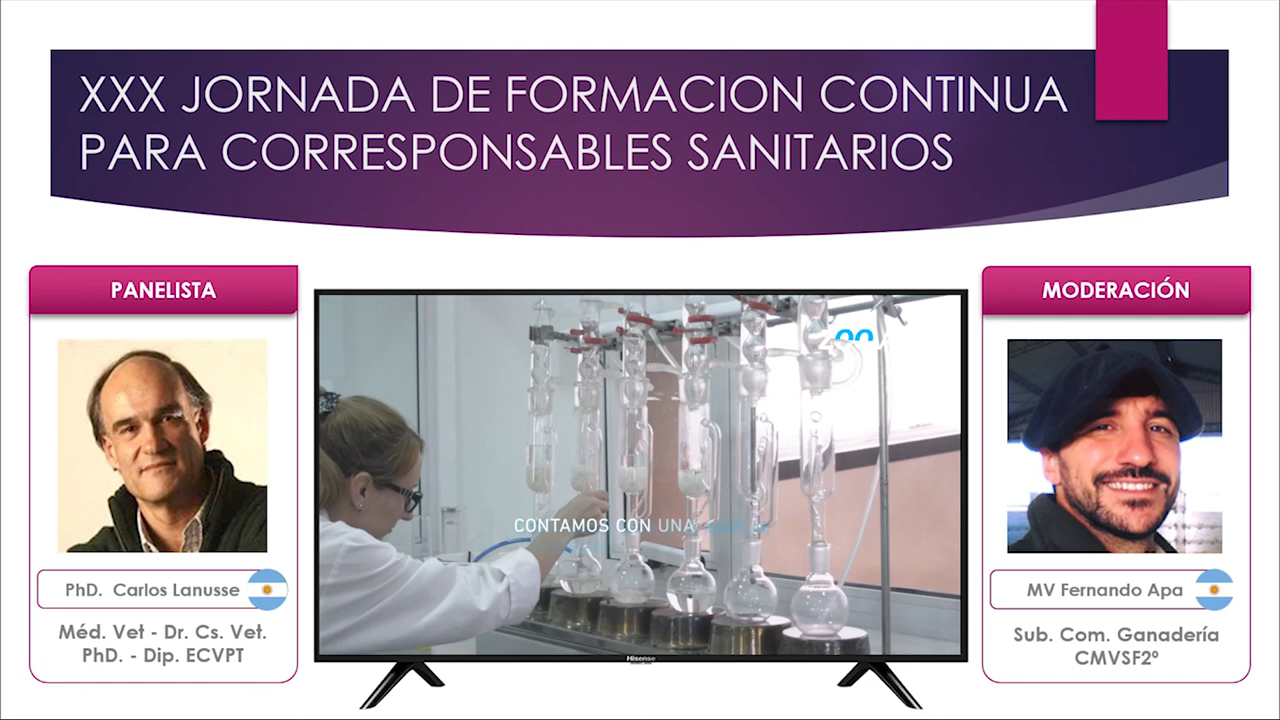 XXX JORNADA DE FORMACION CONTINUA
PARA CORRESPONSABLES SANITARIOS
PANELISTA
PhD. Carlos Lanusse
Méd. Vet - Dr. Cs. Vet.
PhD. - Dip. ECVPT
CONTAMOS CON UNA
Hisense
MODERACIÓN
MV Fernando Apa
Sub. Com. Ganadería
CMVSF2º